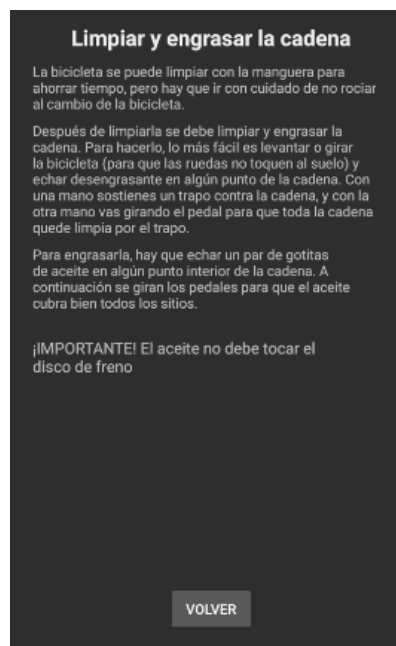 Limpiar y engrasar la cadena
La bicicleta se puede limpiar con la manguera para
ahorrar tiempo, pero hay que ir con cuidado de no rociar
al cambio de la bicicleta.
Después de limpiarla se debe limpiar y engrasar la
cadena. Para hacerlo, lo más fácil es levantar o girar
la bicicleta (para que las ruedas no toquen al suelo) y
echar desengrasante en algún punto de la cadena. Con
una mano sostienes un trapo contra la cadena, y con la
otra mano vas girando el pedal para que toda la cadena
quede limpia por el trapo.
Para engrasarla, hay que echar un par de gotitas
de aceite en algún punto interior de la cadena. A
continuación se giran los pedales para que el aceite
cubra bien todos los sitios.
¡IMPORTANTE! El aceite no debe tocar el
disco de freno
VOLVER